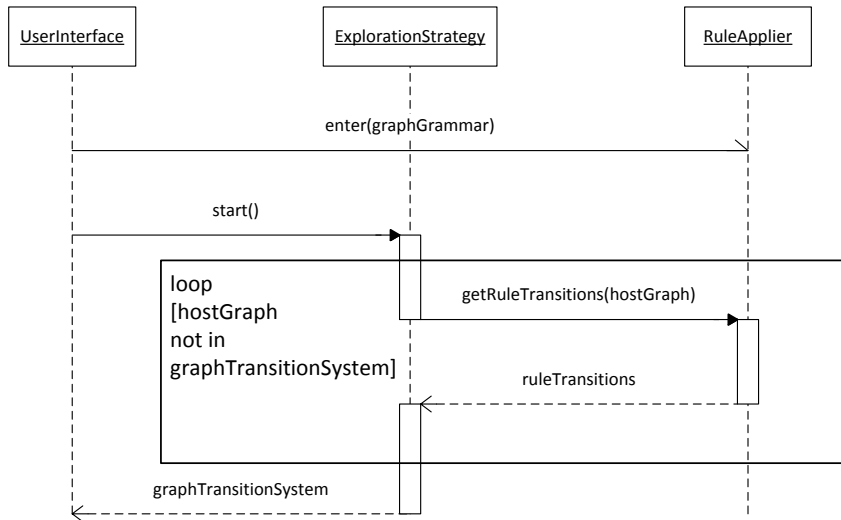 UserInterface
ExplorationStrategy
RuleApplier
enter(graphGrammar)
start()
loop
[hostGraph
not in
graphTransitionSystem]
getRuleTransitions(hostGraph)
ruleTransitions
graphTransitionSystem